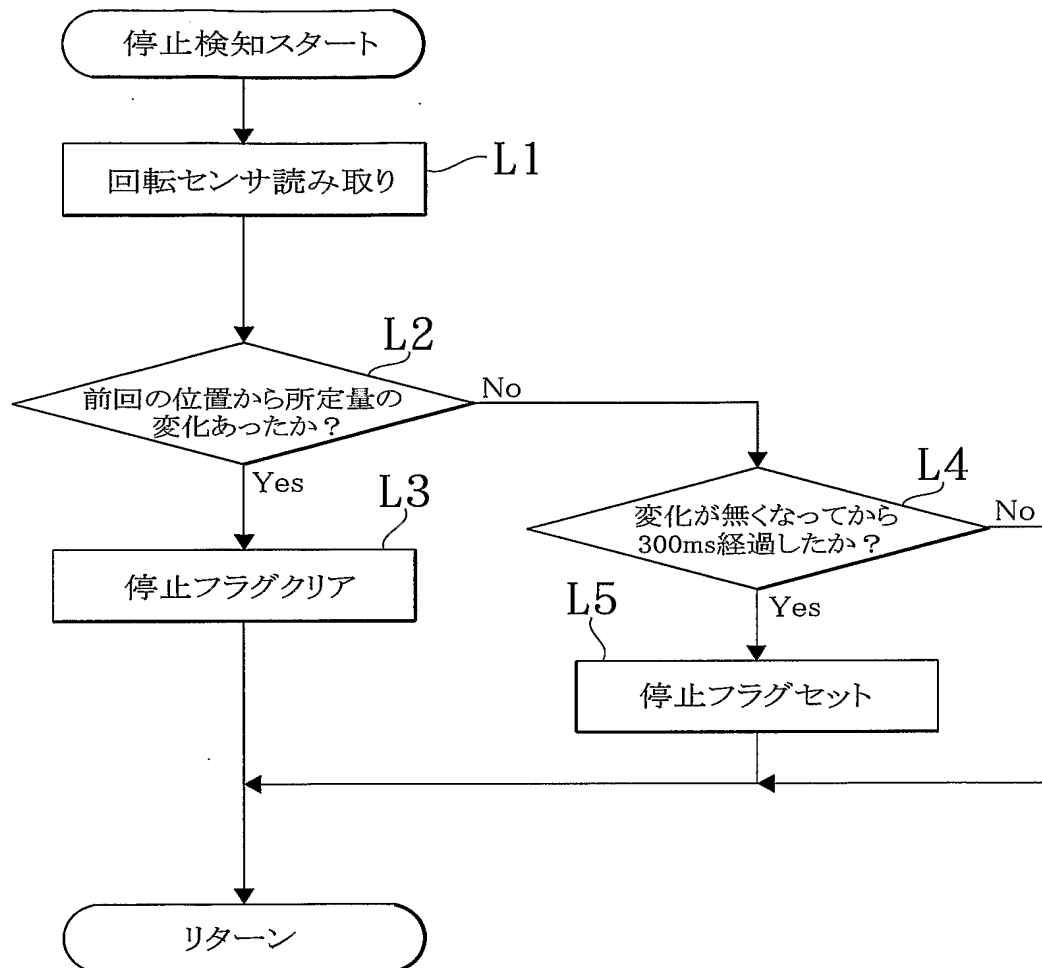 停止検知スタート
回転センサ読み取り
L1
L2
前回の位置から所定量の
変化あったか？
No
Yes
L3
停止フラグクリア
L4
変化が無くなってから
300ms経過したか？
No
Yes
L5
停止フラグセット
リターン